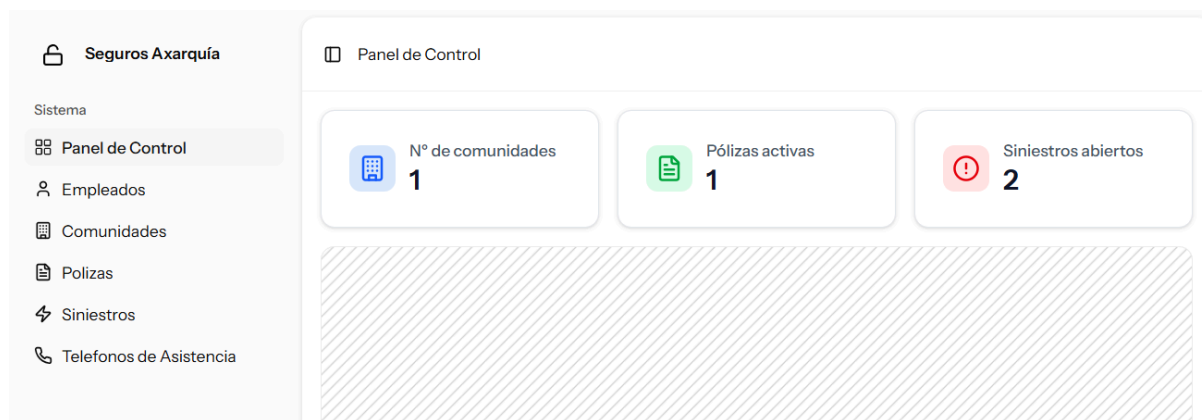 Seguros Axarquía
Sistema
Panel de Control
Empleados
Comunidades
Polizas
Siniestros
Telefonos de Asistencia
Panel de Control
Nº de comunidades
1
Pólizas activas
1
Siniestros abiertos
2